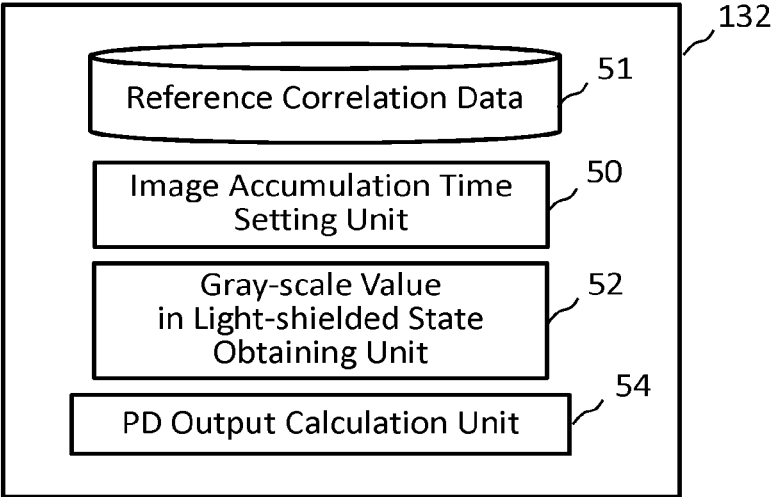 132
Reference Correlation Data
51
Image Accumulation Time
Setting Unit
50
Gray-scale Value
in Light-shielded State
Obtaining Unit
52
PD Output Calculation Unit
54